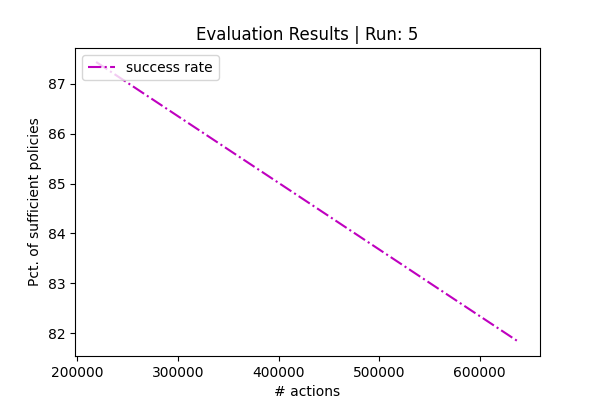 Evaluation Results | Run: 5
success rate
Pct. of sufficient policies
87
86
85
84
83
82
200000 300000 400000 500000 600000
# actions